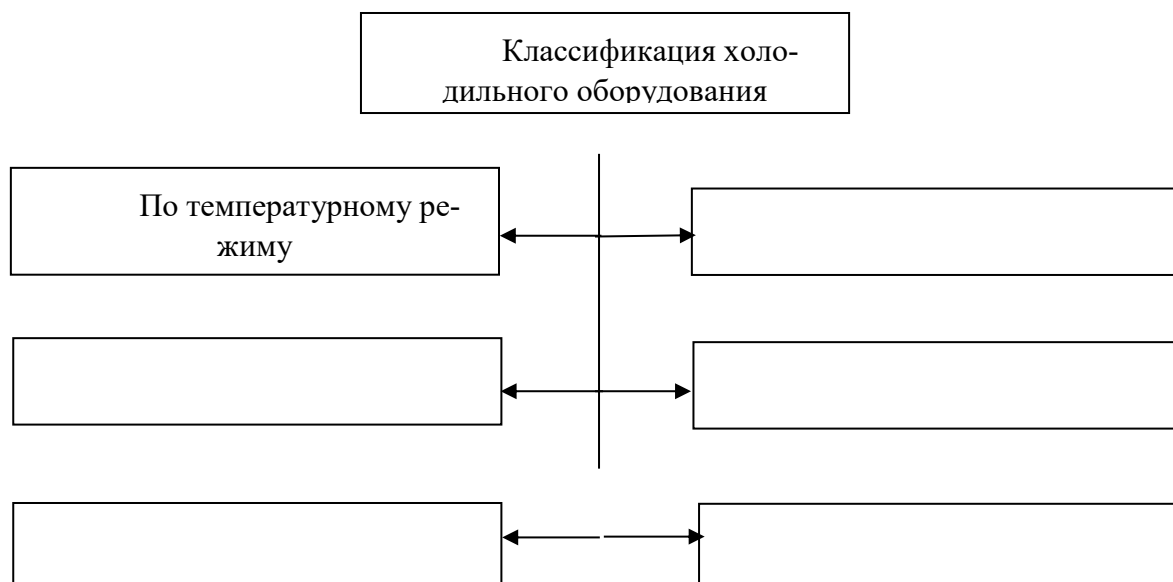 Классификация холо-
дильного оборудования
По температурному ре-
жиму